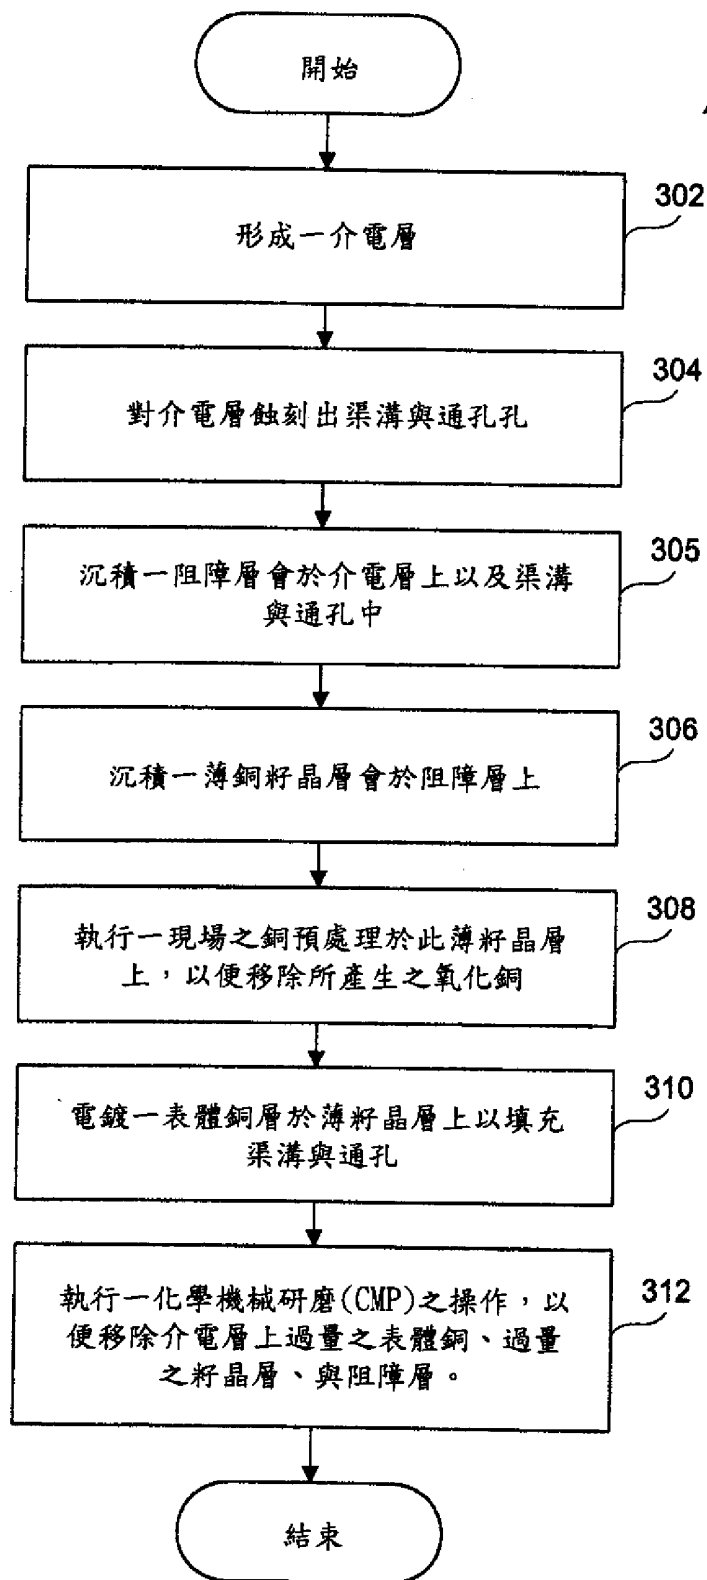 開始
302
形成一介電層
304
對介電層蝕刻出渠溝與通孔孔
305
沉積一阻障層會於介電層上以及渠溝
與通孔中
306
沉積一薄銅籽晶層會於阻障層上
308
執行一現場之銅預處理於此薄籽晶層
上，以便移除所產生之氧化銅
310
電鍍一表體銅層於薄籽晶層上以填充
渠溝與通孔
312
執行一化學機械研磨(CMP)之操作，以
便移除介電層上過量之表體銅、過量
之籽晶層、與阻障層。
結束